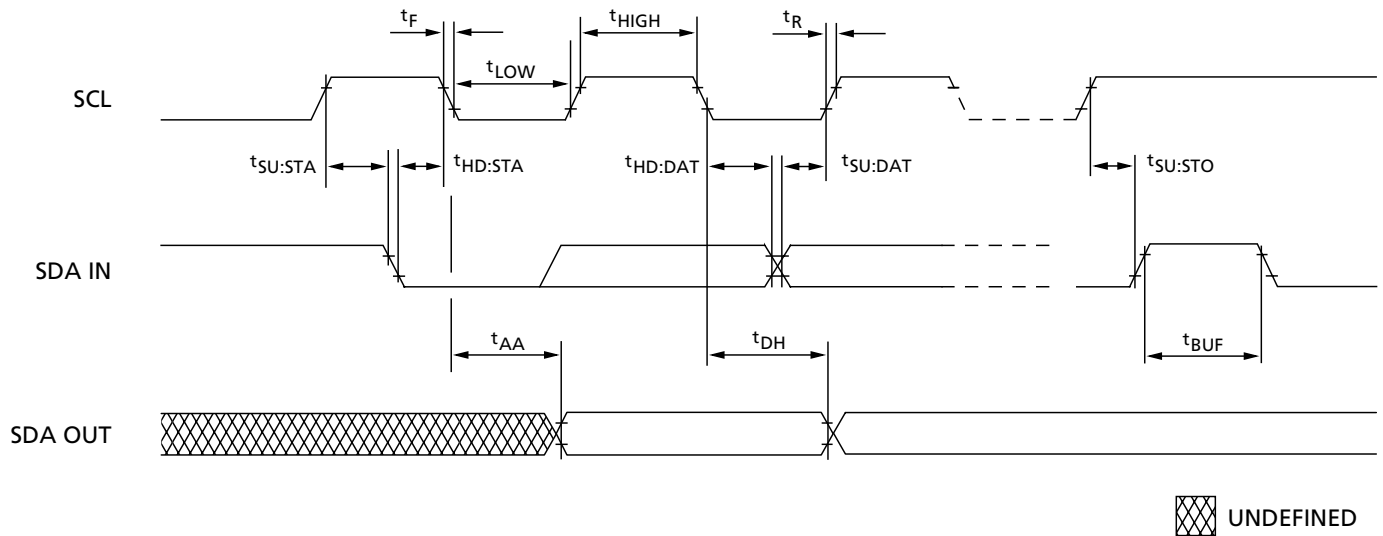 tF
tHIGH
tR
tLOW
SCL
tSU:STA
tHD:STA
tHD:DAT
tSU:DAT
tSU:STO
SDA IN
tAA
tDH
tBUF
SDA OUT
UNDEFINED